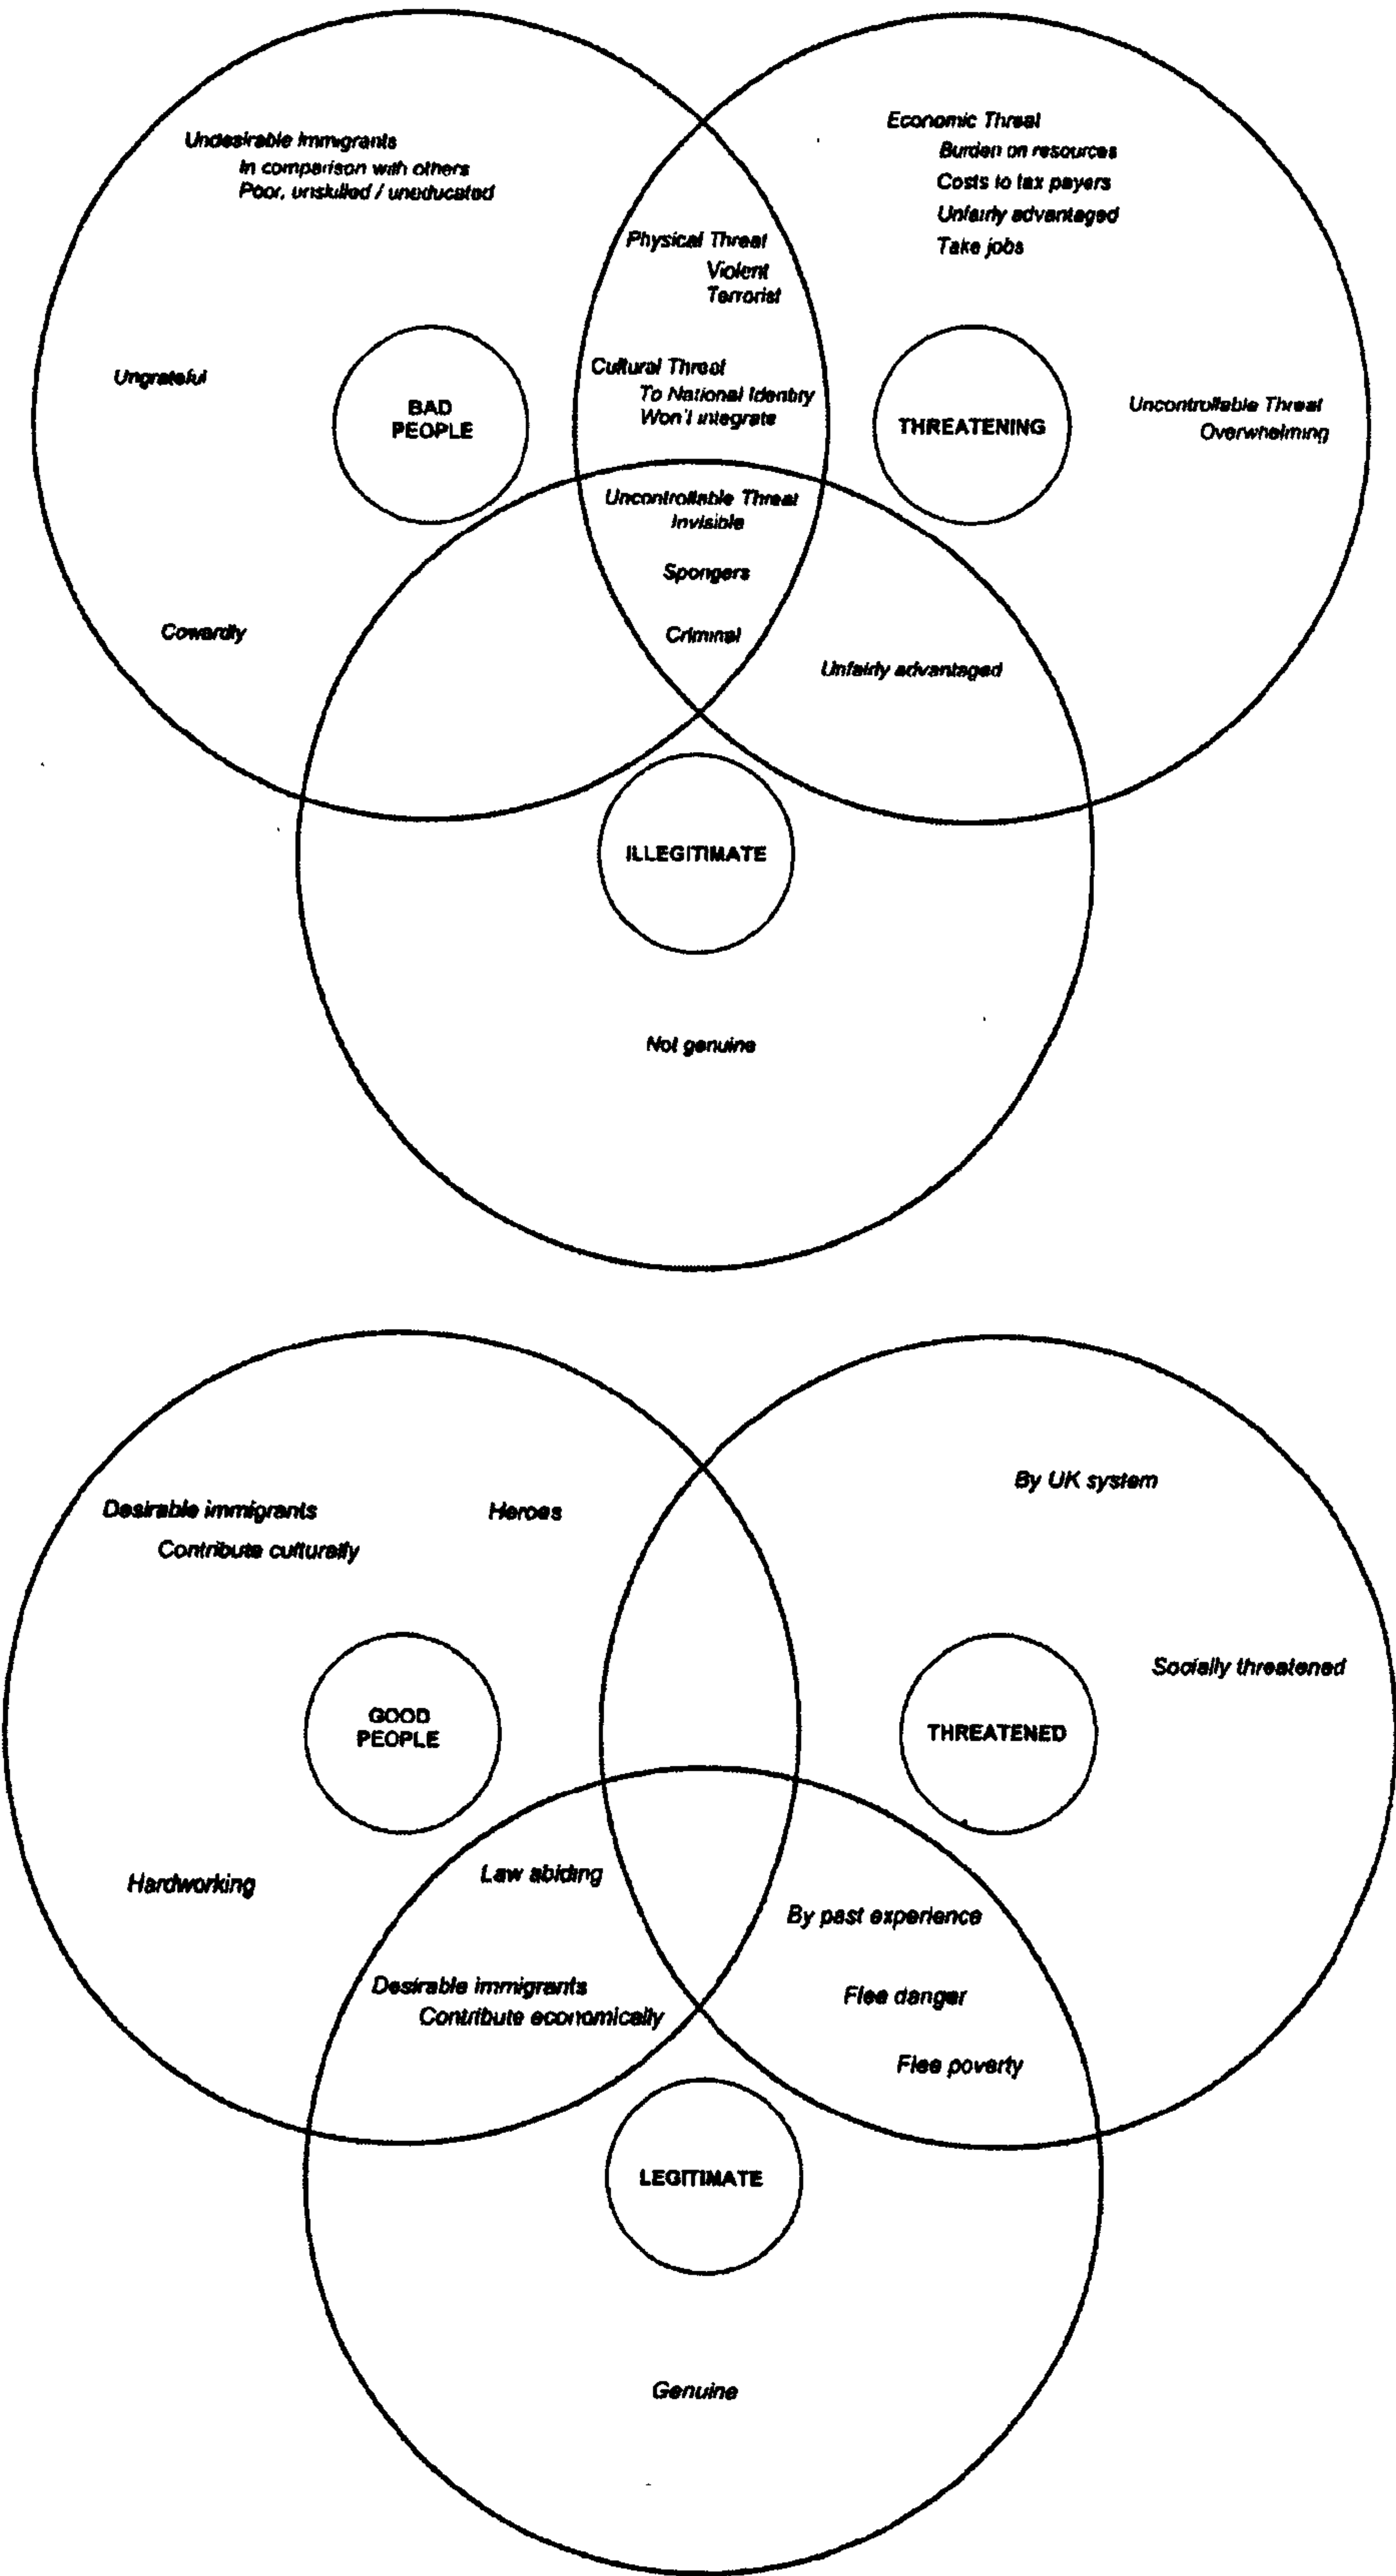 Undesirable Immigrants
In comparison with others
Poor, unskilled / uneducated
Economic Threat
Burden on resources
Costs to tax payers
Unfairly advantaged
Take jobs
Physical Threat
Violent
Terrorist
Cultural Threat
To National Identity
Won't integrate
Ungrateful
BAD
PEOPLE
THREATENING
Uncontrollable Threat
Overwhelming
Uncontrollable Threat
Invisible
Spongers
Criminal
Cowardly
Unfairly advantaged
ILLEGITIMATE
Not genuine
Desirable immigrants
Contribute culturally
Heroes
By UK system
GOOD
PEOPLE
THREATENED
Socially threatened
Hardworking
Law abiding
By past experience
Desirable immigrants
Contribute economically
Flee danger
Flee poverty
LEGITIMATE
Genuine